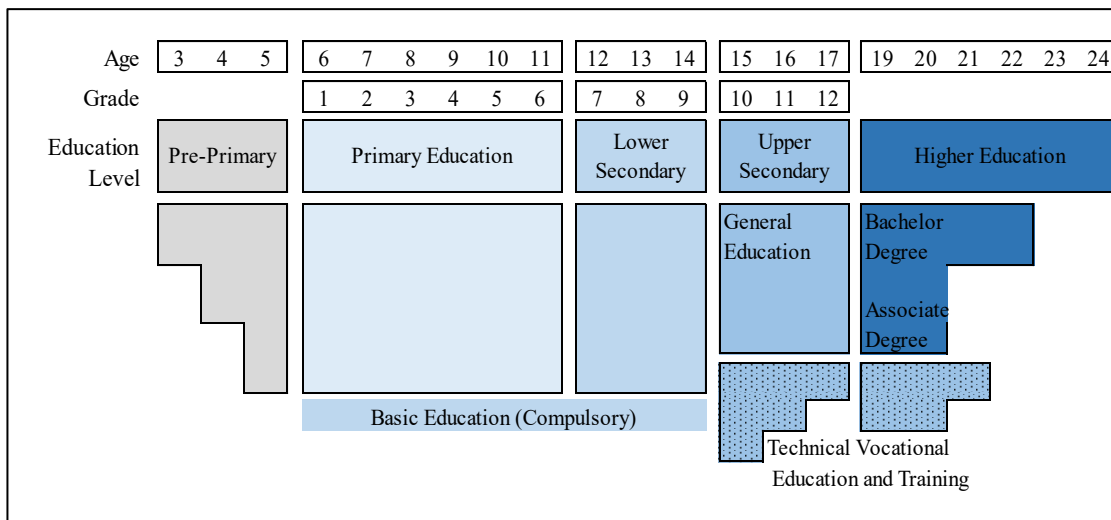 Age 3 4 5 6 7 8 9 10 11 12 13 14 15 16 17 19 20 21 22 23 24
Grade 1 2 3 4 5 6 7 8 9 10 11 12
Education
Level
Pre-Primary
Primary Education
Lower
Secondary
Upper
Secondary
Higher Education
General
Education
Bachelor
Degree
Associate
Degree
Basic Education (Compulsory)
Technical Vocational
Education and Training